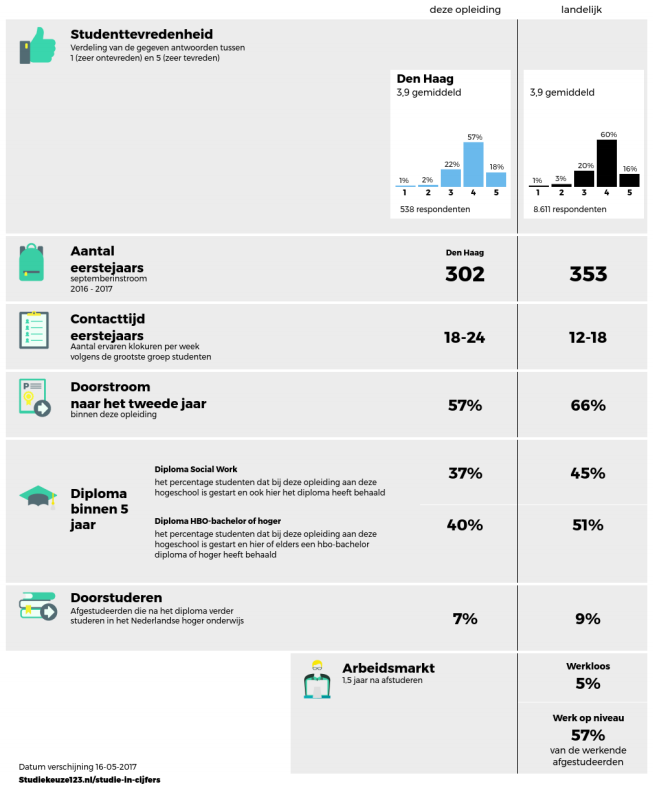 deze opleiding
landelijk
Studenttevredenheid
Verdeling van de gegeven antwoorden tussen
1 (zeer ontevreden) en 5 (zeer tevreden)
Den Haag
3,9 gemiddeld
1%
2%
22%
57%
18%
1
2
3
4
5
538 respondenten
3,9 gemiddeld
1%
3%
20%
60%
16%
1
2
3
4
5
8.611 respondenten
Aantal
eerstejaars
septemberinstroom
2016 - 2017
Den Haag
302
353
Contacttijd
eerstejaars
Aantal ervaren klokuren per week
volgens de grootste groep studenten
18-24
12-18
Doorstroom
naar het tweede jaar
binnen deze opleiding
57%
66%
Diploma
binnen 5
jaar
Diploma Social Work
het percentage studenten dat bij deze opleiding aan deze
hogeschool is gestart en ook hier het diploma heeft behaald
37%
45%
Diploma HBO-bachelor of hoger
het percentage studenten dat bij deze opleiding aan deze
hogeschool is gestart en hier of elders een hbo-bachelor
diploma of hoger heeft behaald
40%
51%
Doorstuderen
Afgestudeerden die na het diploma verder
studeren in het Nederlandse hoger onderwijs
7%
9%
Arbeidsmarkt
1,5 jaar na afstuderen
Werkloos
5%
Werk op niveau
57%
van de werkende
afgestudeerden
Datum verschijning 16-05-2017
Studiekeuze123.nl/studie-in-cijfers